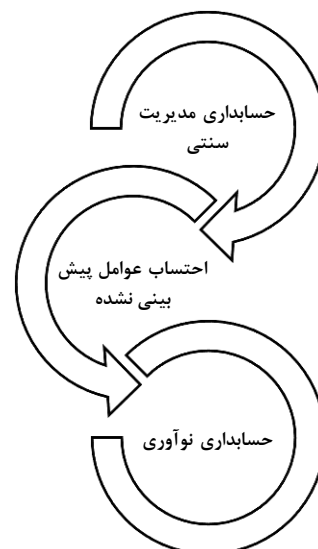 حسابداری مدیریت
سنتی
احتساب عوامل پیش
بینی نشده
حسابداری نوآوری